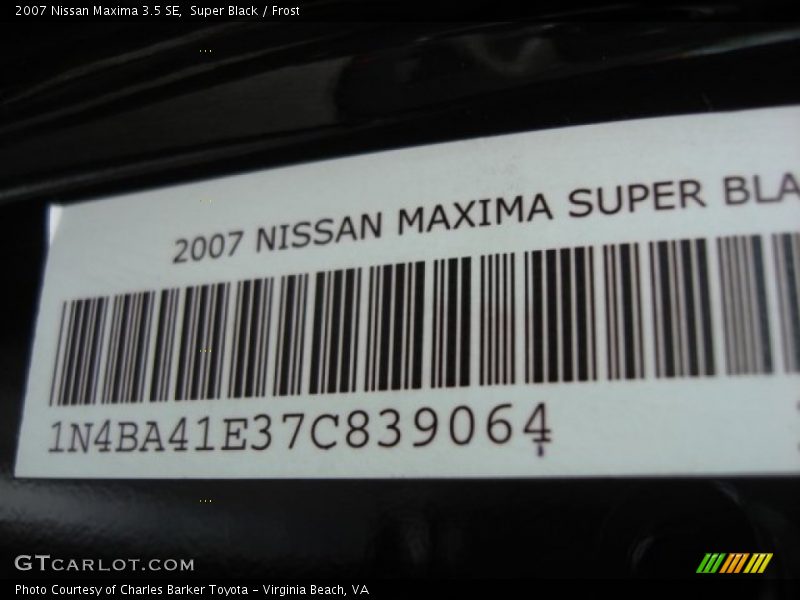 2007 Nissan Maxima 3.5 SE, Super Black / Frost
2007 NISSAN MAXIMA SUPER BLA
1N4BA41E37C839064
GTCARLOT.COM
Photo Courtesy of Charles Barker Toyota - Virginia Beach, VA